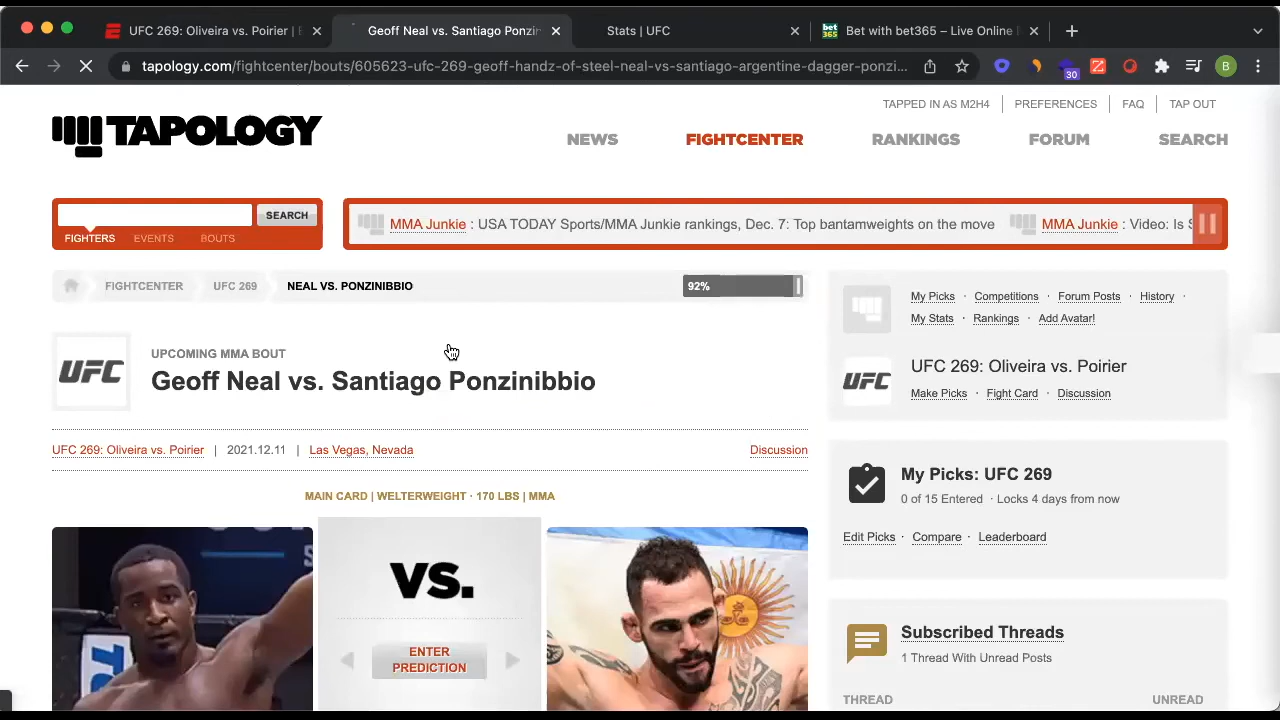 UFC 269: Oliveira vs. Poirier |
Geoff Neal vs. Santiago Ponzin
Stats | UFC
bet365
Bet with bet365 – Live Online
tapology.com/fightcenter/bouts/605623-ufc-269-geoff-handz-of-steel-neal-vs-santiago-argentine-dagger-ponzi...
30
B
TAPPED IN AS M2H4
PREFERENCES
FAQ
TAP OUT
TAPOLOGY
NEWS
FIGHTCENTER
RANKINGS
FORUM
SEARCH
SEARCH
FIGHTERS
EVENTS
BOUTS
MMA Junkie : USA TODAY Sports/MMA Junkie rankings, Dec. 7: Top bantamweights on the move
MMA Junkie : Video: Is
FIGHTCENTER
UFC 269
NEAL VS. PONZINIBBIO
92%
My Picks · Competitions · Forum Posts · History ·
My Stats · Rankings · Add Avatar!
UFC
UPCOMING MMA BOUT
Geoff Neal vs. Santiago Ponzinibbio
UFC
UFC 269: Oliveira vs. Poirier
Make Picks · Fight Card · Discussion
UFC 269: Oliveira vs. Poirier | 2021.12.11 | Las Vegas, Nevada
Discussion
My Picks: UFC 269
0 of 15 Entered · Locks 4 days from now
Edit Picks · Compare · Leaderboard
MAIN CARD | WELTERWEIGHT · 170 LBS | MMA
VS.
ENTER
PREDICTION
Subscribed Threads
1 Thread With Unread Posts
THREAD
UNREAD